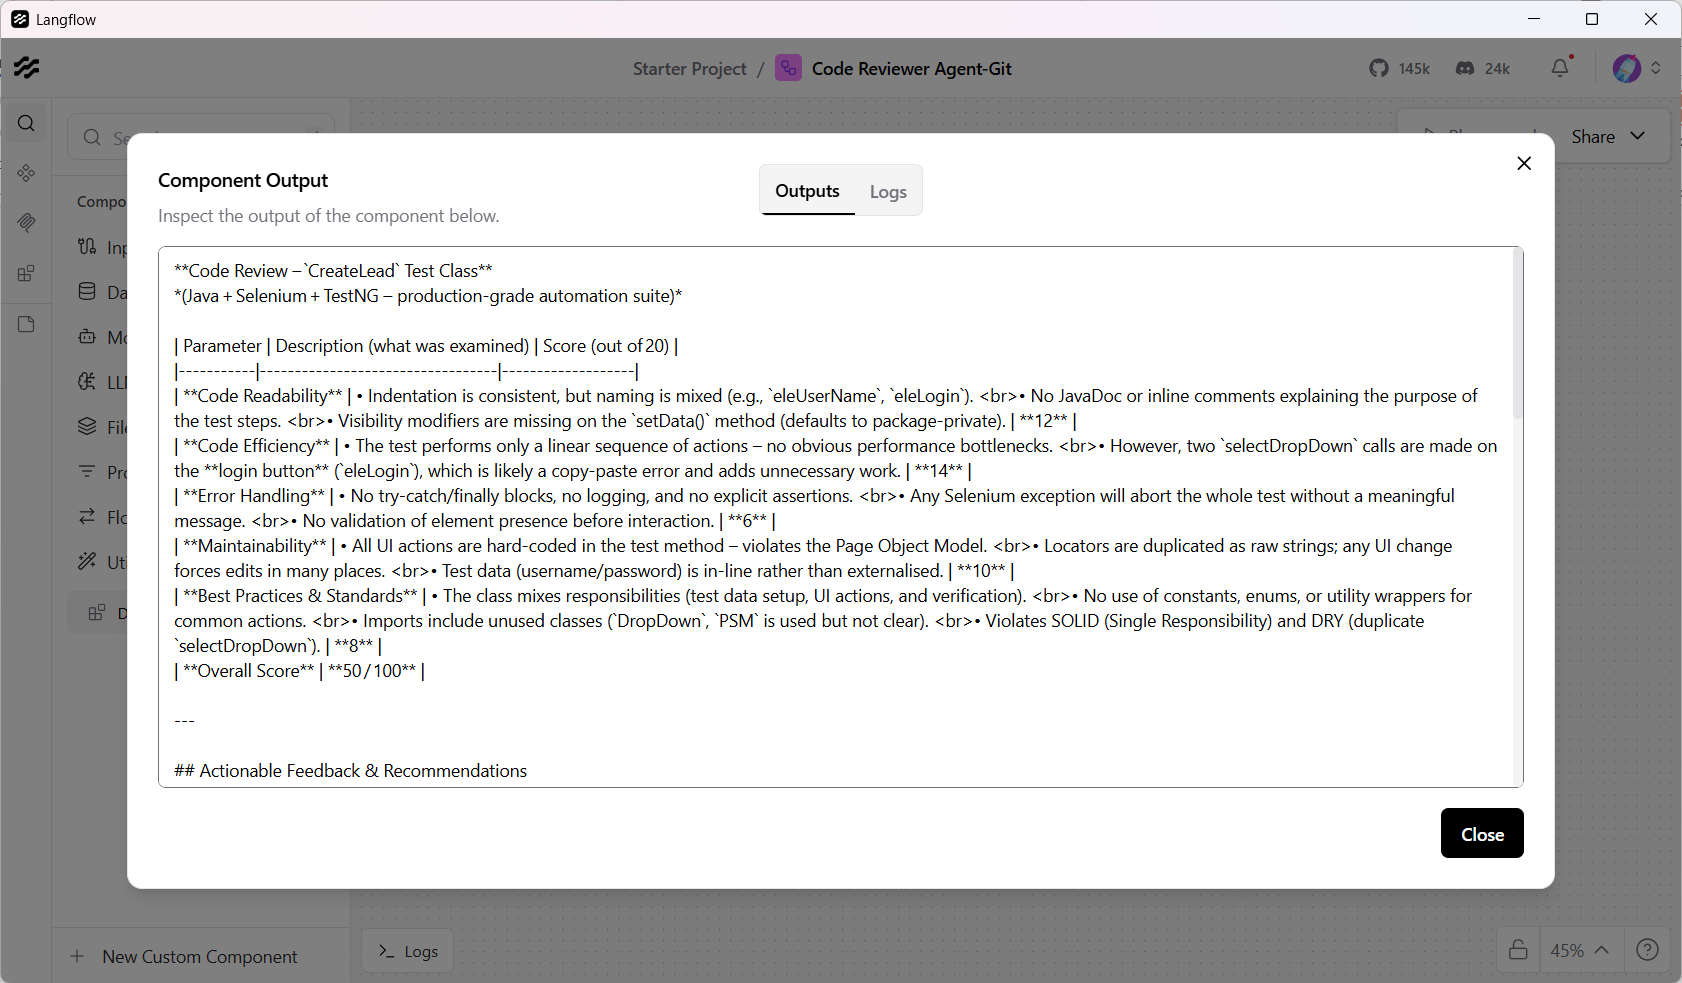 Langflow
Starter Project / Code Reviewer Agent-Git
145k
24k
Share
Compo
Component Output
Inspect the output of the component below.
Outputs
Logs
**Code Review – `CreateLead` Test Class**
*(Java + Selenium + TestNG – production-grade automation suite)*
| Parameter | Description (what was examined) | Score (out of 20) |
|-----------|----------------------------------|-------------------|
| **Code Readability** | • Indentation is consistent, but naming is mixed (e.g., `eleUserName`, `eleLogin`). <br>• No JavaDoc or inline comments explaining the purpose of
the test steps. <br>• Visibility modifiers are missing on the `setData()` method (defaults to package-private). | **12** |
| **Code Efficiency** | • The test performs only a linear sequence of actions – no obvious performance bottlenecks. <br>• However, two `selectDropDown` calls are made on
the **login button** (`eleLogin`), which is likely a copy-paste error and adds unnecessary work. | **14** |
| **Error Handling** | • No try-catch/finally blocks, no logging, and no explicit assertions. <br>• Any Selenium exception will abort the whole test without a meaningful
message. <br>• No validation of element presence before interaction. | **6** |
| **Maintainability** | • All UI actions are hard-coded in the test method – violates the Page Object Model. <br>• Locators are duplicated as raw strings; any UI change
forces edits in many places. <br>• Test data (username/password) is in-line rather than externalised. | **10** |
| **Best Practices & Standards** | • The class mixes responsibilities (test data setup, UI actions, and verification). <br>• No use of constants, enums, or utility wrappers for
common actions. <br>• Imports include unused classes (`DropDown`, `PSM` is used but not clear). <br>• Violates SOLID (Single Responsibility) and DRY (duplicate
`selectDropDown`). | **8** |
| **Overall Score** | **50 / 100** |
---
## Actionable Feedback & Recommendations
Close
Inp
Da
Mo
LL
File
Pro
Flo
Uti
D
+ New Custom Component
>_ Logs
45%